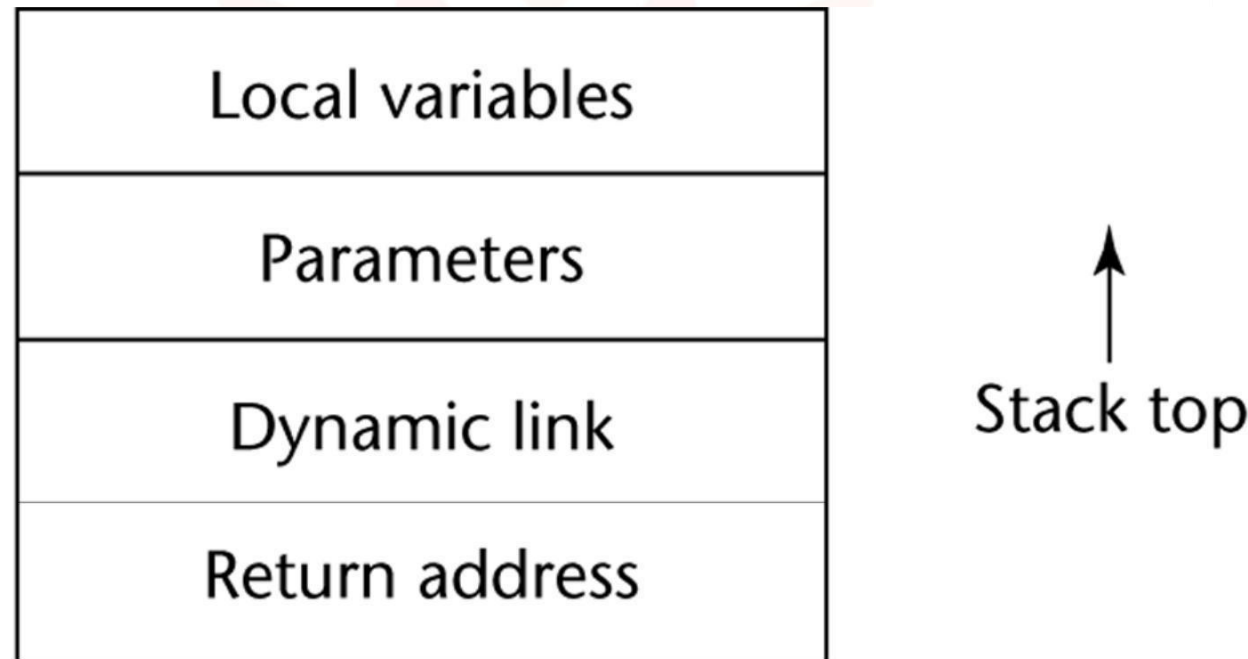 Local variables
Parameters
Dynamic link
Return address
Stack top